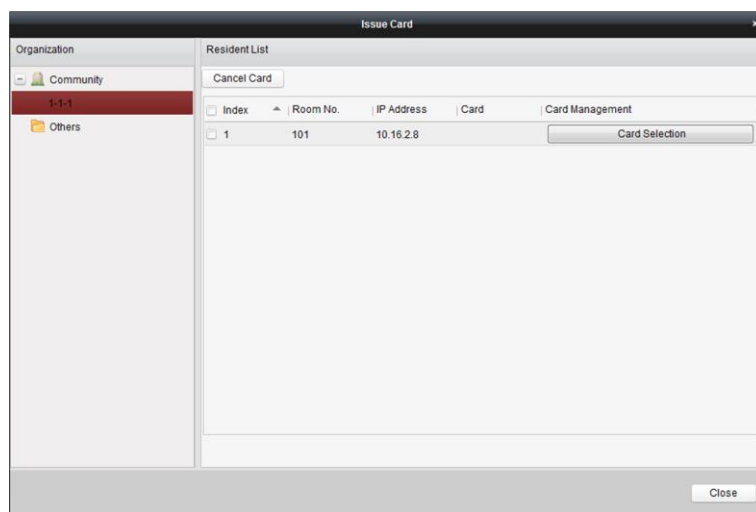 Issue Card
Organization
Resident List
Community
1-1-1
Others
Cancel Card
Index Room No. IP Address Card Card Management
1 101 10.16.2.8 Card Selection
Close